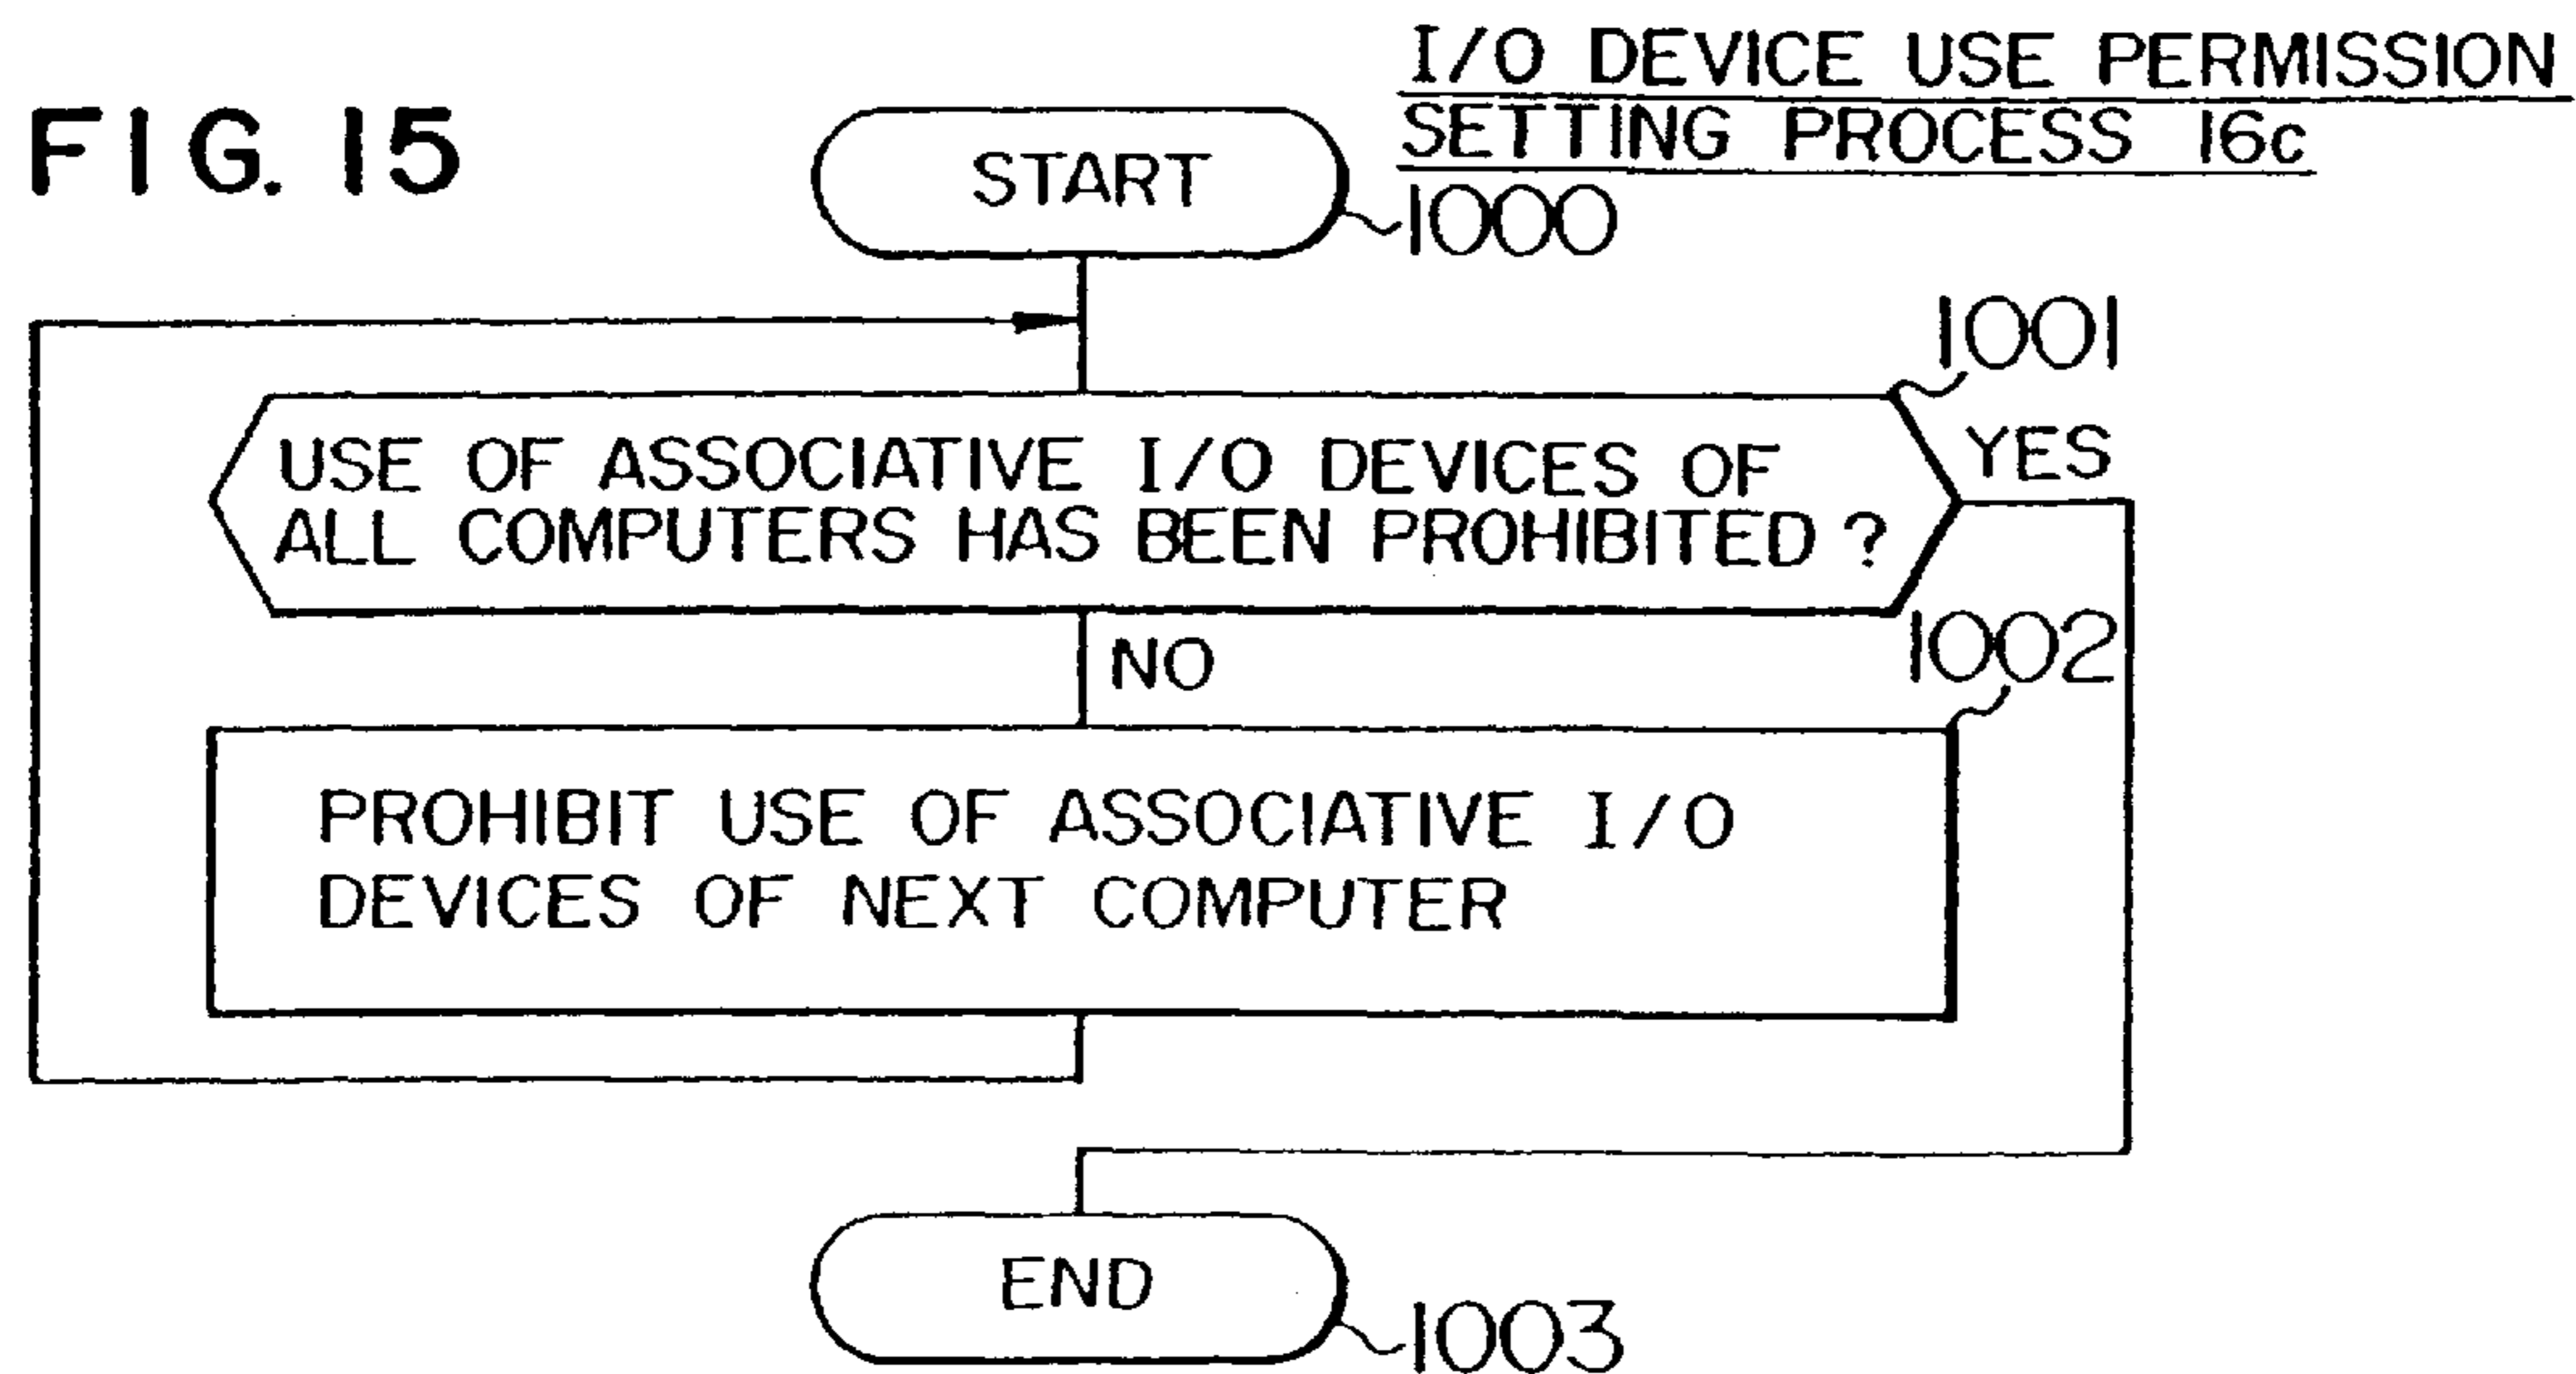 FIG. 15
I/O DEVICE USE PERMISSION
SETTING PROCESS 16c
START
1000
1001
USE OF ASSOCIATIVE I/O DEVICES OF
ALL COMPUTERS HAS BEEN PROHIBITED ?
YES
NO
1002
PROHIBIT USE OF ASSOCIATIVE I/O
DEVICES OF NEXT COMPUTER
END
1003